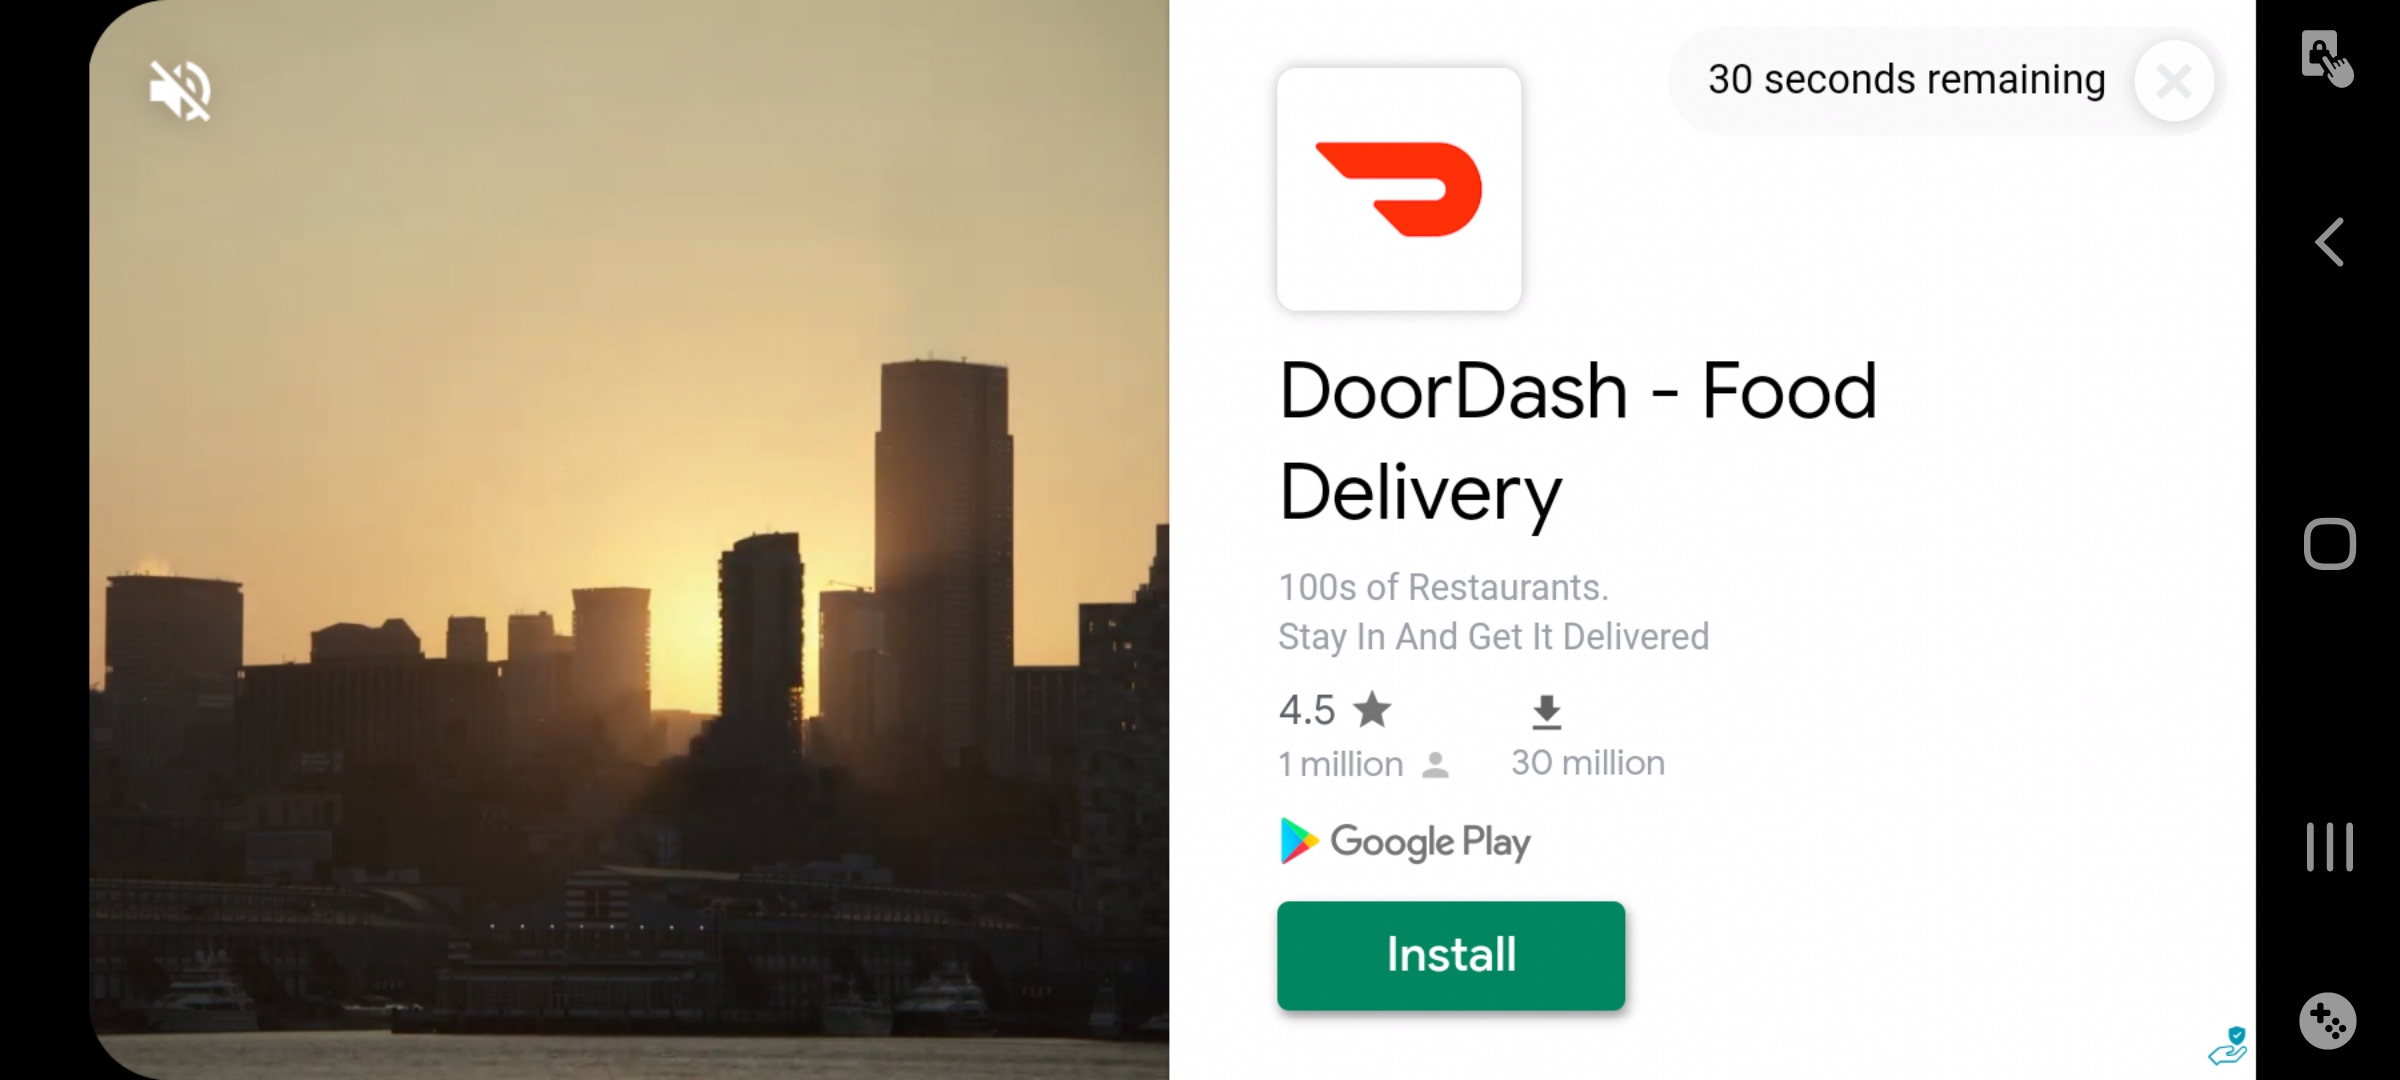 30 seconds remaining
DoorDash - Food
Delivery
100s of Restaurants.
Stay In And Get It Delivered
4.5
1 million
30 million
Google Play
Install